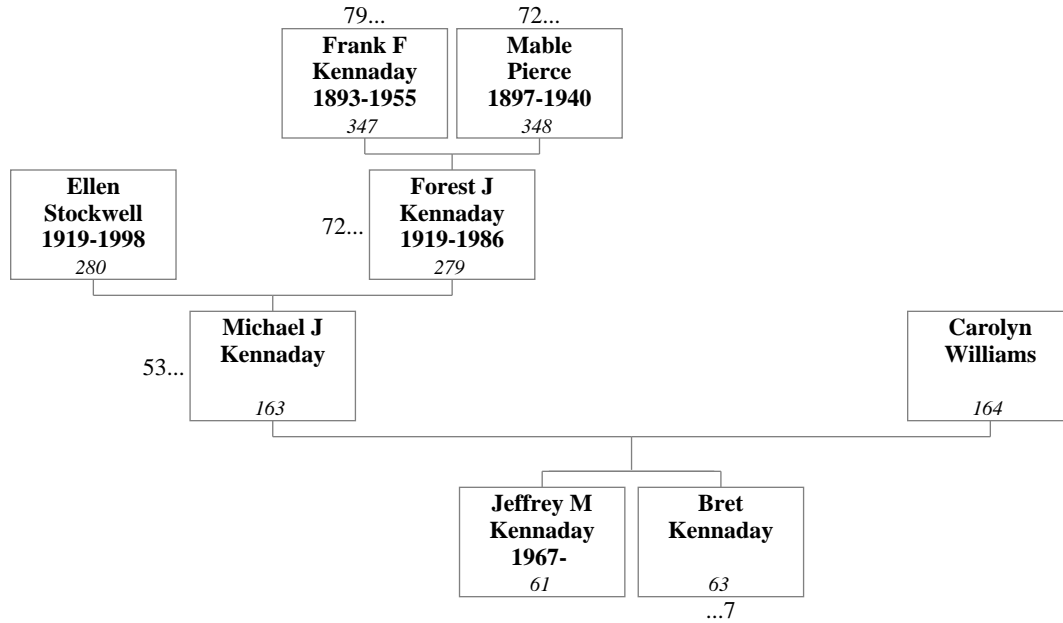 79...
72...
Frank F
Kennaday
1893-1955
347
Mable
Pierce
1897-1940
348
Ellen
Stockwell
1919-1998
280
72...
Forest J
Kennaday
1919-1986
279
53...
Michael J
Kennaday
163
Carolyn
Williams
164
Jeffrey M
Kennaday
1967-
61
Bret
Kennaday
63
...7